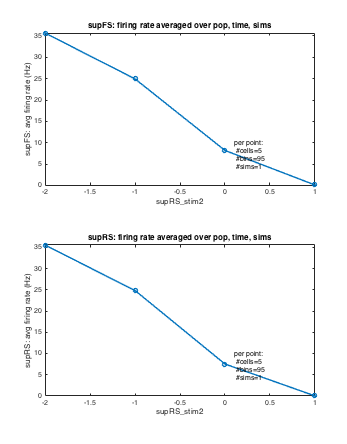 supFS: firing rate averaged over pop, time, sims
supFS: avg firing rate (Hz)
35
30
25
20
15
10
5
0
per point:
#cells=5
#bins=95
#sims=1
-2 -1.5 -1 -0.5 0 0.5 1
supRS_stim2
supRS: firing rate averaged over pop, time, sims
supRS: avg firing rate (Hz)
35
30
25
20
15
10
5
0
per point:
#cells=5
#bins=95
#sims=1
-2 -1.5 -1 -0.5 0 0.5 1
supRS_stim2